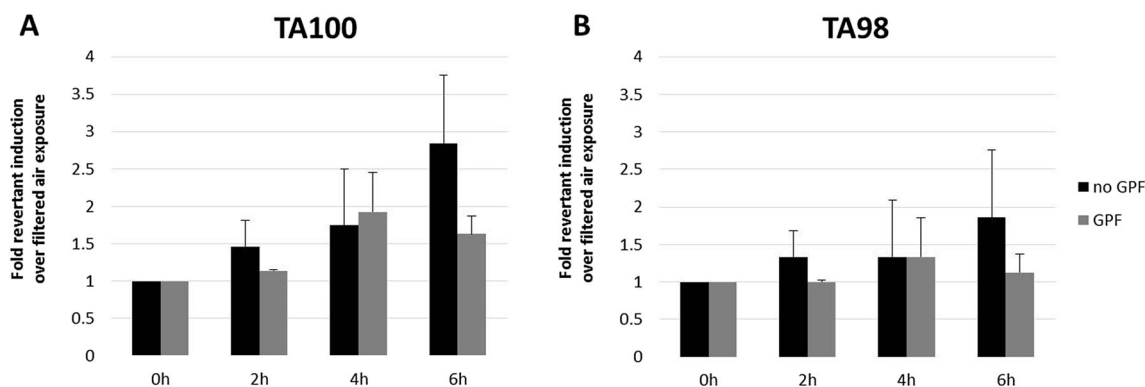 A
TA100
Fold revertant induction
over filtered air exposure
4
3.5
3
2.5
2
1.5
1
0.5
0
0h
2h
4h
6h
B
TA98
Fold revertant induction
over filtered air exposure
4
3.5
3
2.5
2
1.5
1
0.5
0
0h
2h
4h
6h
no GPF
GPF